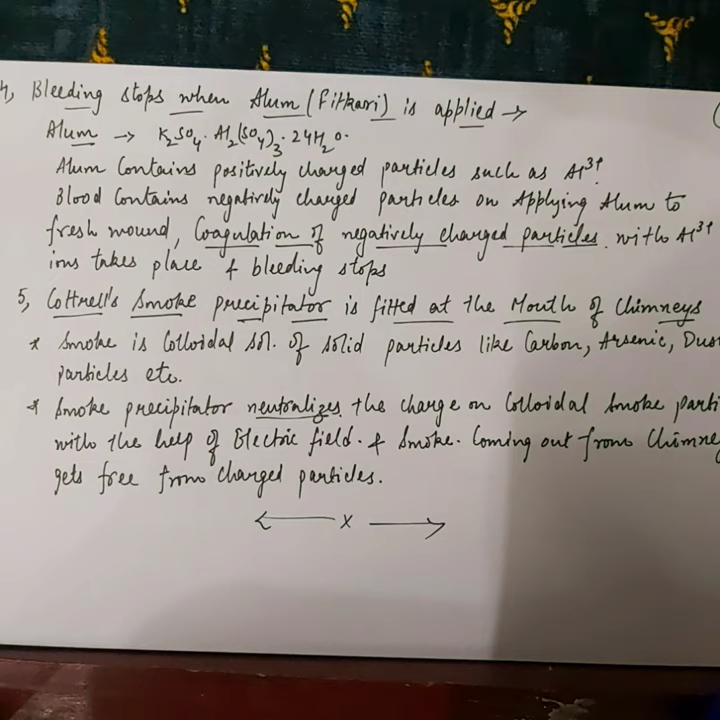 4, Bleeding stops when Alum (Fitkari) is applied →
Alum → K₂SO₄. Al₂(SO₄)₃. 24H₂O.
Alum Contains positively charged particles such as Al³⁺.
Blood Contains negatively charged particles on Applying Alum to
fresh wound, Coagulation of negatively charged particles with Al³⁺
ions takes place & bleeding stops
5, Cottrell's Smoke precipitator is fitted at the Mouth of Chimneys
* Smoke is Colloidal Sol. of solid particles like Carbon, Arsenic, Dust
particles etc.
* Smoke precipitator neutralizes the charge on Colloidal Smoke parti
with the help of Electric field. & Smoke. Coming out from Chimne
gets free from charged particles.
← x →